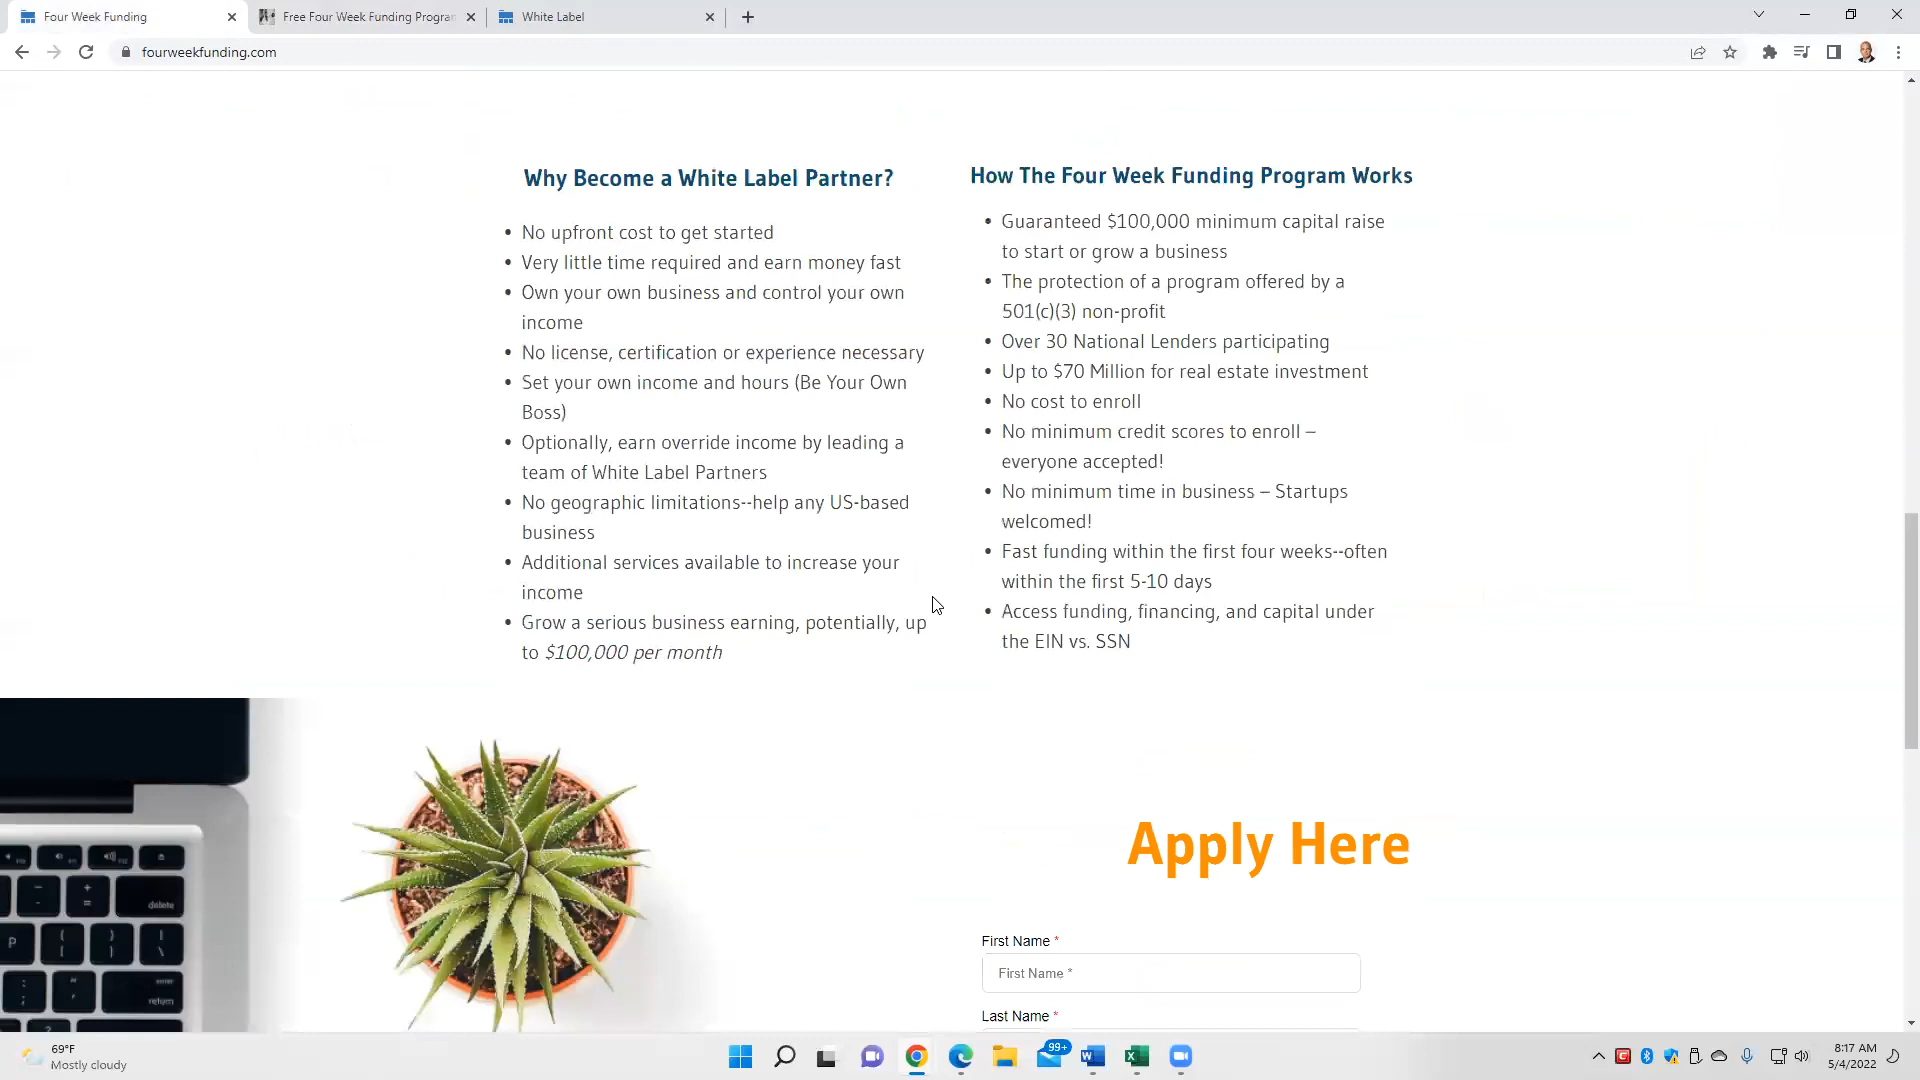 Four Week Funding
Free Four Week Funding Program
White Label
fourweekfunding.com
Why Become a White Label Partner?
• No upfront cost to get started
• Very little time required and earn money fast
• Own your own business and control your own
income
• No license, certification or experience necessary
• Set your own income and hours (Be Your Own
Boss)
• Optionally, earn override income by leading a
team of White Label Partners
• No geographic limitations--help any US-based
business
• Additional services available to increase your
income
• Grow a serious business earning, potentially, up
to $100,000 per month
How The Four Week Funding Program Works
• Guaranteed $100,000 minimum capital raise
to start or grow a business
• The protection of a program offered by a
501(c)(3) non-profit
• Over 30 National Lenders participating
• Up to $70 Million for real estate investment
• No cost to enroll
• No minimum credit scores to enroll –
everyone accepted!
• No minimum time in business – Startups
welcomed!
• Fast funding within the first four weeks--often
within the first 5-10 days
• Access funding, financing, and capital under
the EIN vs. SSN
delete
P
enter
return
Apply Here
First Name *
First Name *
Last Name *
69°F
Mostly cloudy
99+
8:17 AM
5/4/2022